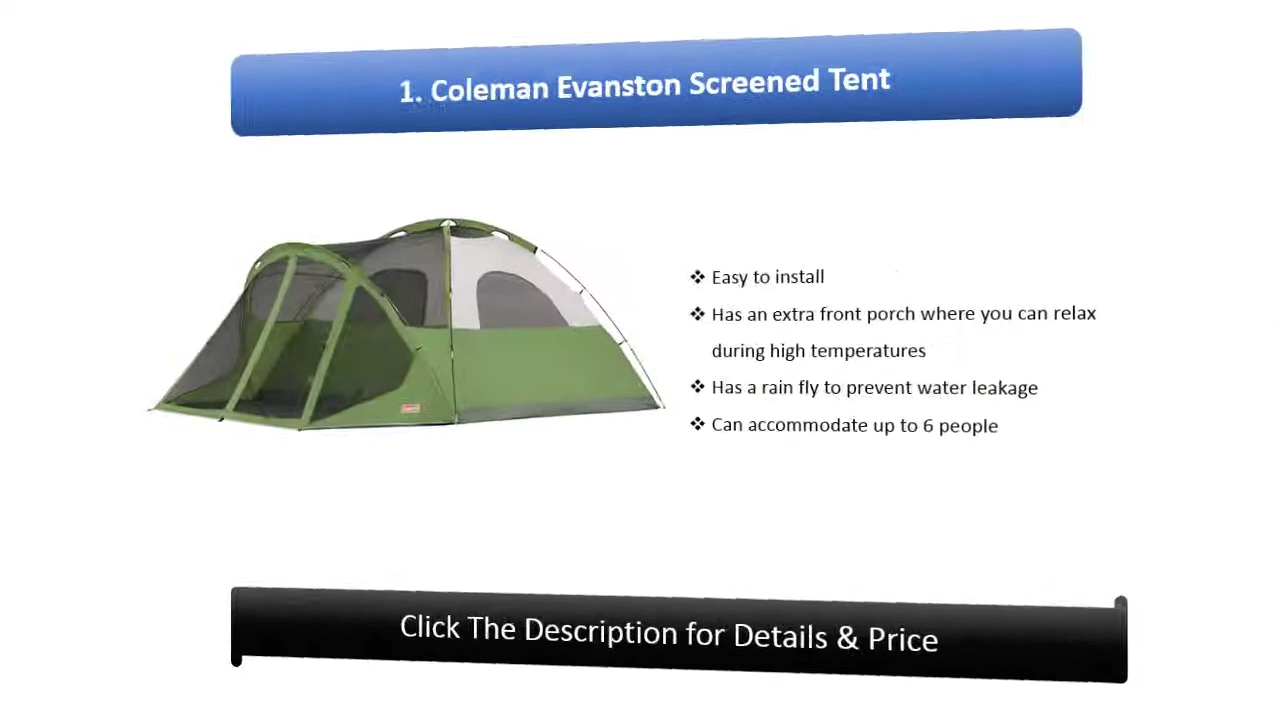 1. Coleman Evanston Screened Tent
❖ Easy to install
❖ Has an extra front porch where you can relax
during high temperatures
❖ Has a rain fly to prevent water leakage
❖ Can accommodate up to 6 people
Click The Description for Details & Price